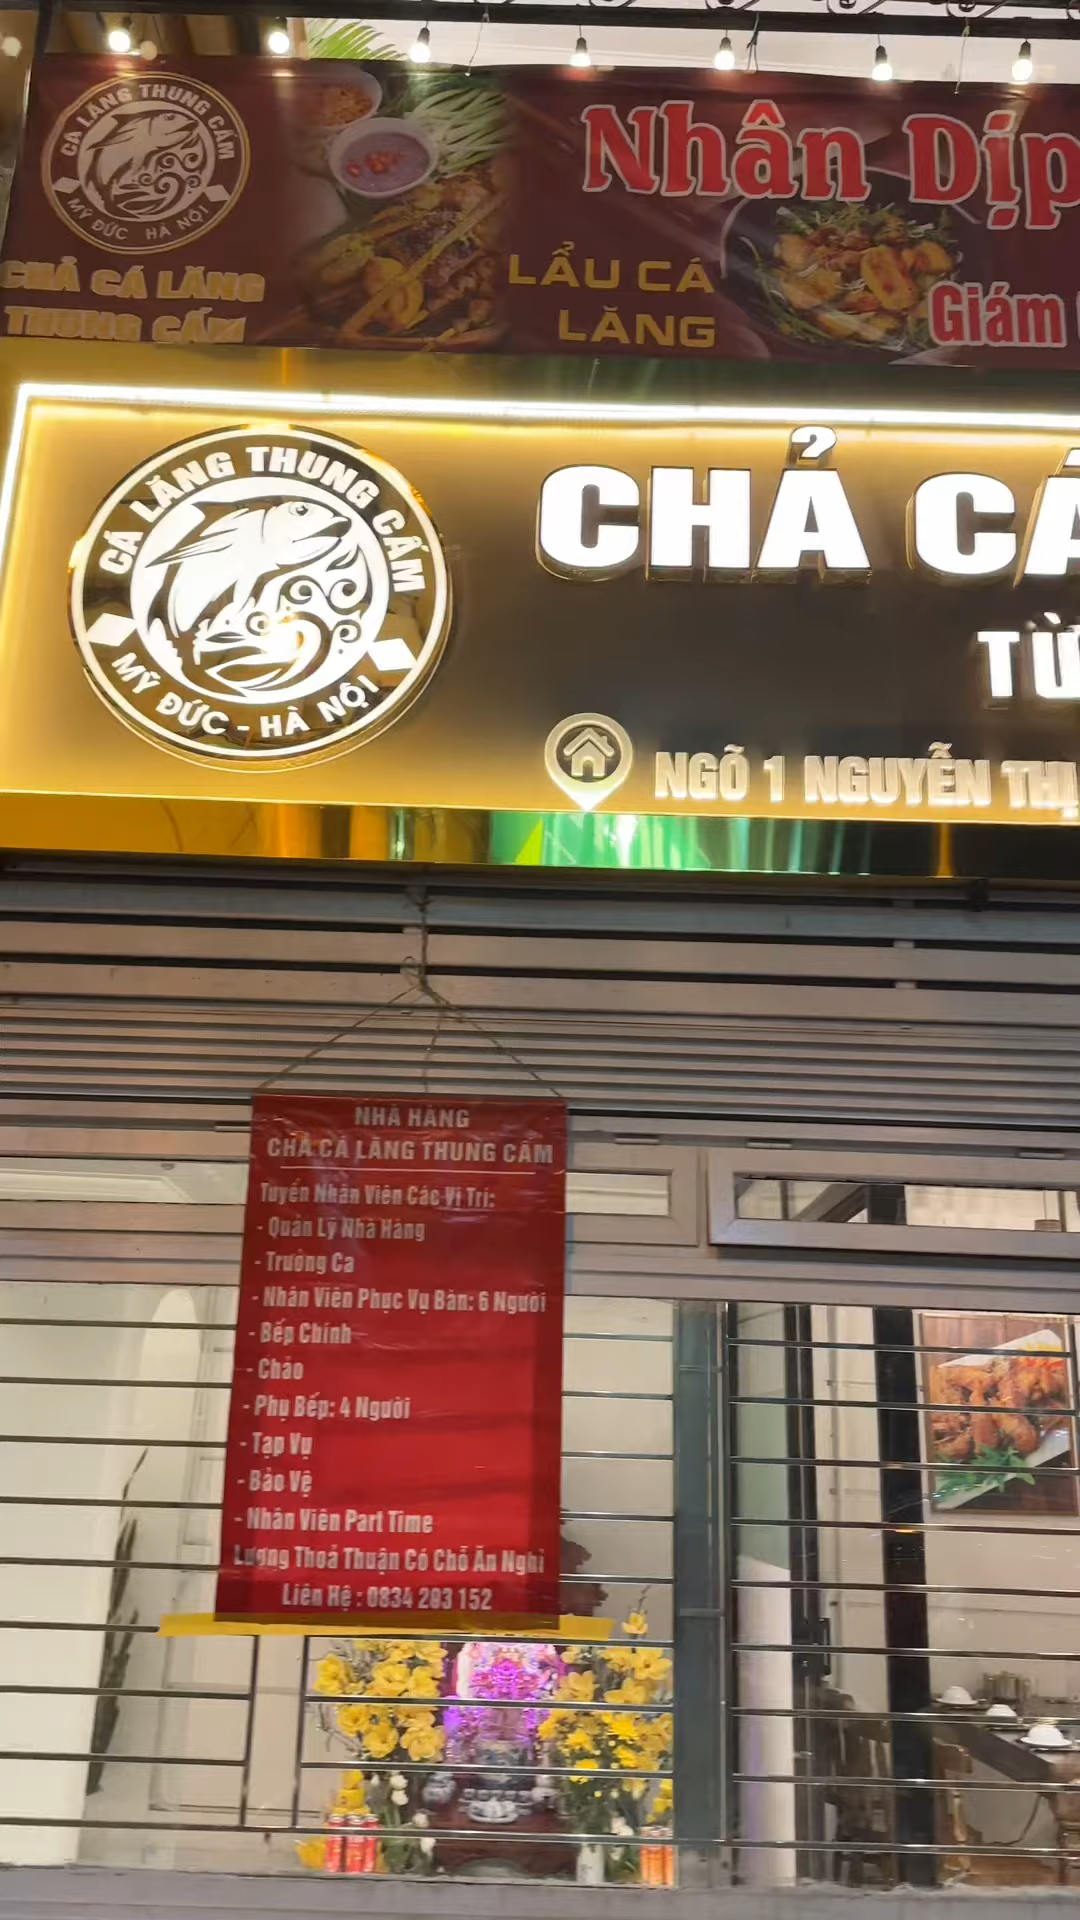 CÁ LĂNG THUNG CẤM
MỸ ĐỨC HÀ NỘI
CHẢ CÁ LĂNG
THUNG CẤM
LẨU CÁ
LĂNG
Nhân Dịp
Giảm
CÁ LĂNG THUNG CẤM
MỸ ĐỨC - HÀ NỘI
CHẢ CÁ
TỪ
NGÕ 1 NGUYỄN THỊ
NHÀ HÀNG
CHẢ CÁ LĂNG THUNG CẤM
Tuyển Nhân Viên Các Vị Trí:
- Quản Lý Nhà Hàng
- Trưởng Ca
- Nhân Viên Phục Vụ Bàn: 6 Người
- Bếp Chính
- Chảo
- Phụ Bếp: 4 Người
- Tạp Vụ
- Bảo Vệ
- Nhân Viên Part Time
Lương Thoả Thuận Có Chỗ Ăn Nghỉ
Liên Hệ : 0834 293 152